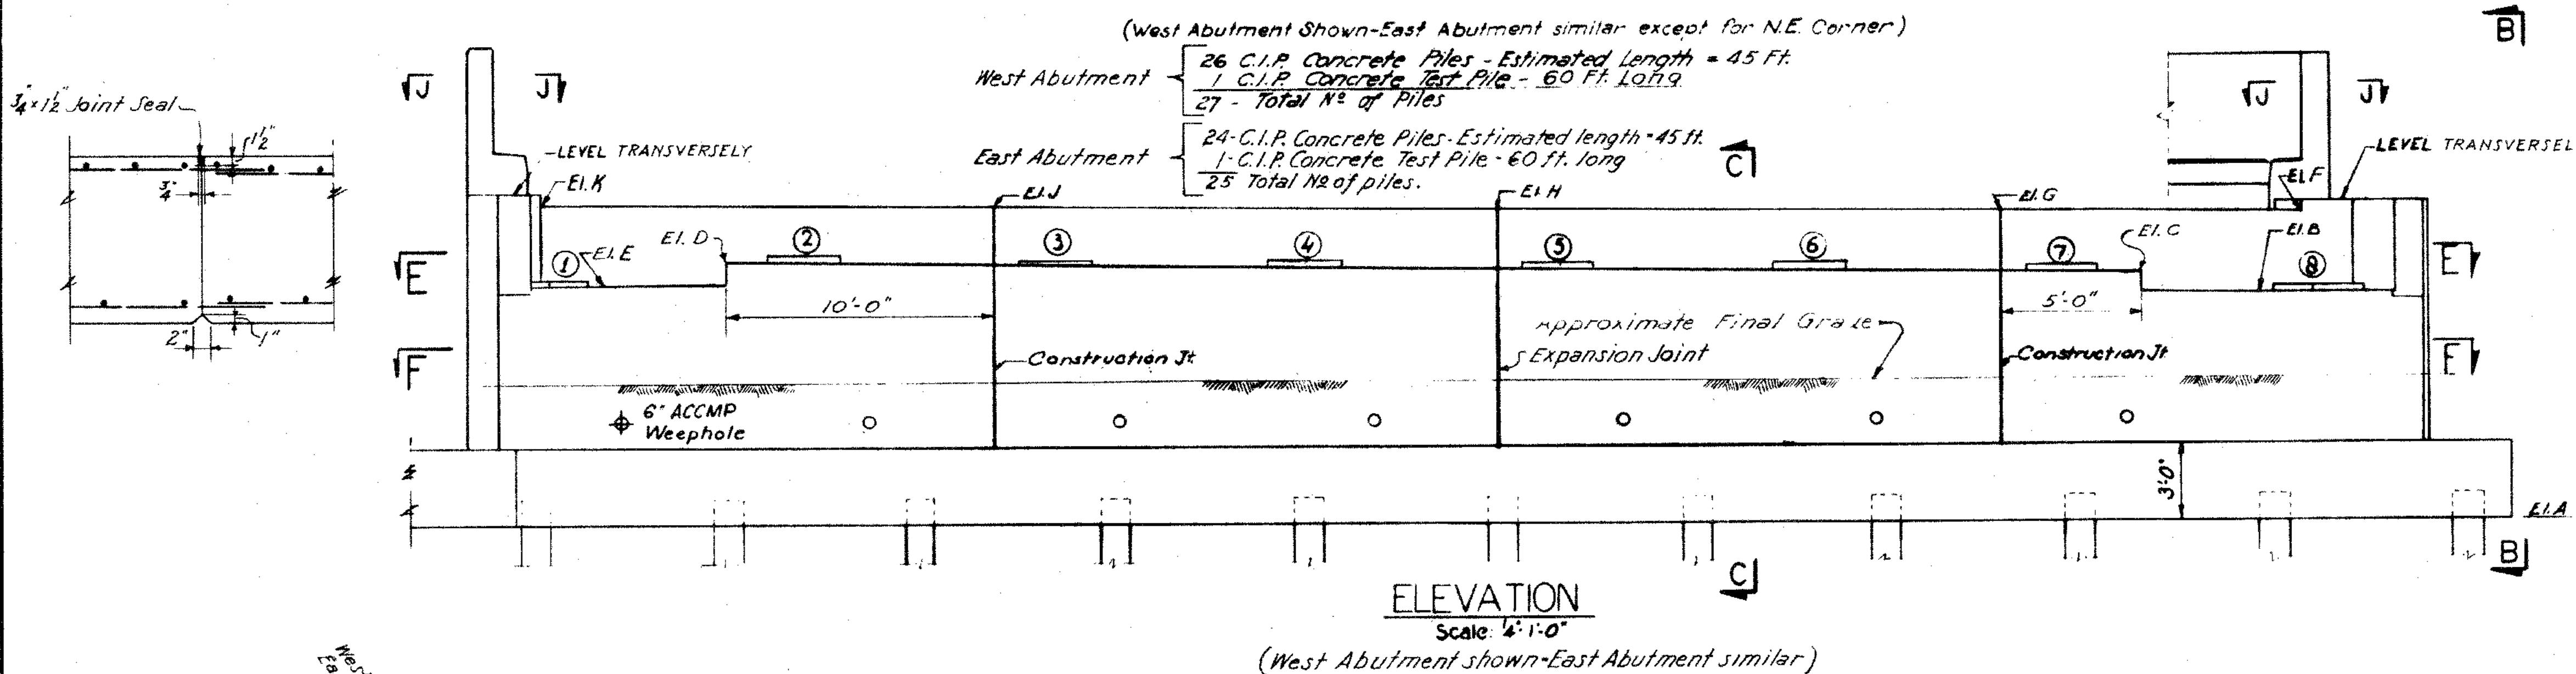 (West Abutment Shown-East Abutment similar except for N.E. Corner)
West Abutment
26 C.I.P. Concrete Piles - Estimated Length = 45 Ft.
1 C.I.P. Concrete Test Pile - 60 Ft. Long
27 - Total Nº of Piles
East Abutment
24-C.I.P. Concrete Piles-Estimated length = 45 ft.
1-C.I.P. Concrete Test Pile - 60 ft. long
25 Total Nº of piles.
B
J
J
J
J
3/4" x 1 1/2" Joint Seal
1 1/2"
3/4"
2"
1"
LEVEL TRANSVERSELY
LEVEL TRANSVERSEL
C
El. K
El. J
El. H
El. G
El. F
El. E
El. D
El. C
El. B
1
2
3
4
5
6
7
8
E
E
10'-0"
5'-0"
Approximate Final Grade
F
Construction Jt
Expansion Joint
Construction Jt
F
6" ACCMP
Weephole
3'-0"
El. A
C
B
ELEVATION
Scale: 1/4"=1'-0"
(West Abutment shown-East Abutment similar)